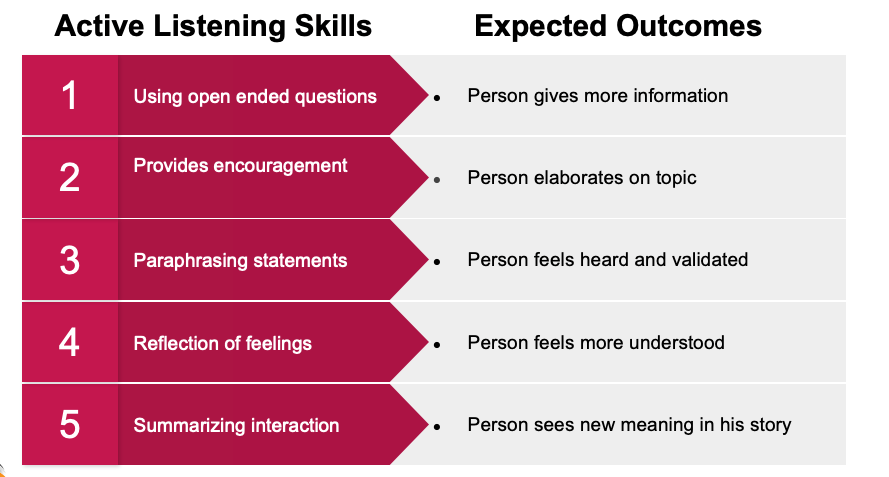 Active Listening Skills
Expected Outcomes
1
Using open ended questions
• Person gives more information
2
Provides encouragement
• Person elaborates on topic
3
Paraphrasing statements
• Person feels heard and validated
4
Reflection of feelings
• Person feels more understood
5
Summarizing interaction
• Person sees new meaning in his story